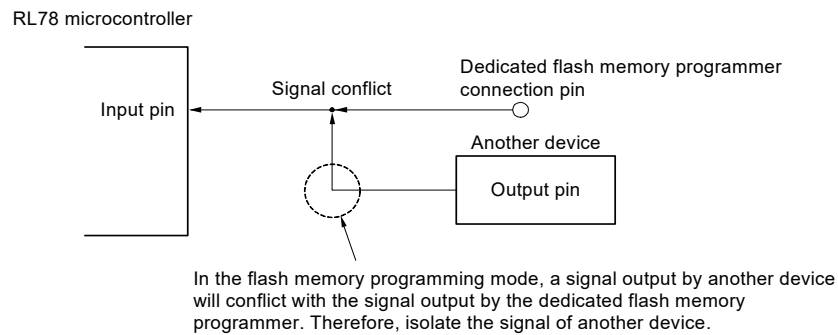 RL78 microcontroller
Dedicated flash memory programmer
connection pin
Signal conflict
Input pin
Another device
Output pin
In the flash memory programming mode, a signal output by another device
will conflict with the signal output by the dedicated flash memory
programmer. Therefore, isolate the signal of another device.